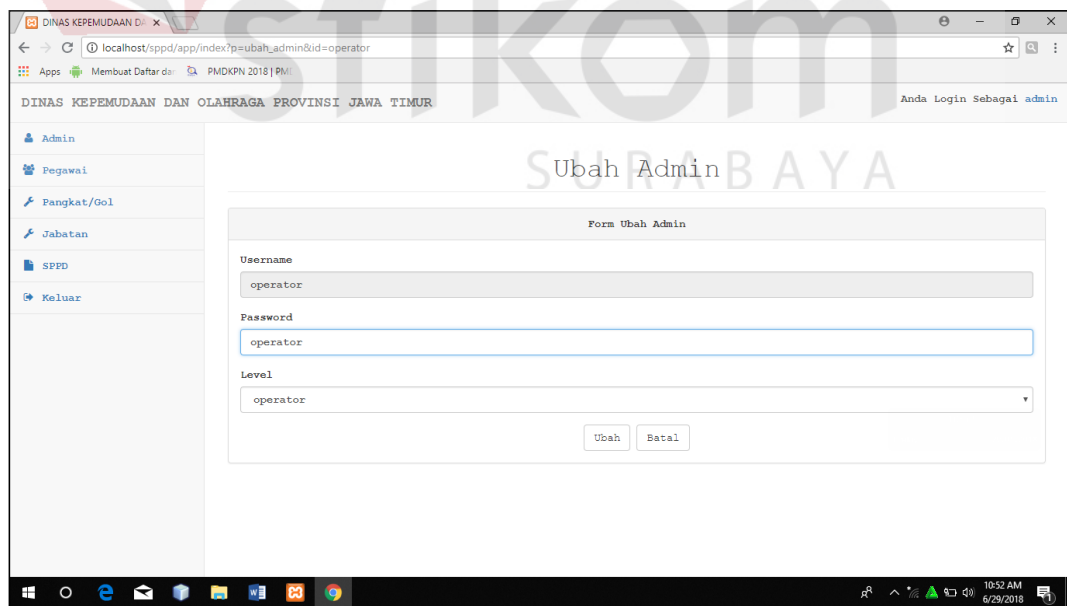 DINAS KEPEMUDAAN DA
localhost/sppd/app/index?p=ubah_admin&id=operator
Apps Membuat Daftar da PMDKPN 2018 | PM
stikom
SURABAYA
DINAS KEPEMUDAAN DAN OLAHRAGA PROVINSI JAWA TIMUR
Anda Login Sebagai admin
Admin
Pegawai
Pangkat/Gol
Jabatan
SPPD
Keluar
Ubah Admin
Form Ubah Admin
Username
operator
Password
operator
Level
operator
Ubah Batal
10:52 AM
6/29/2018